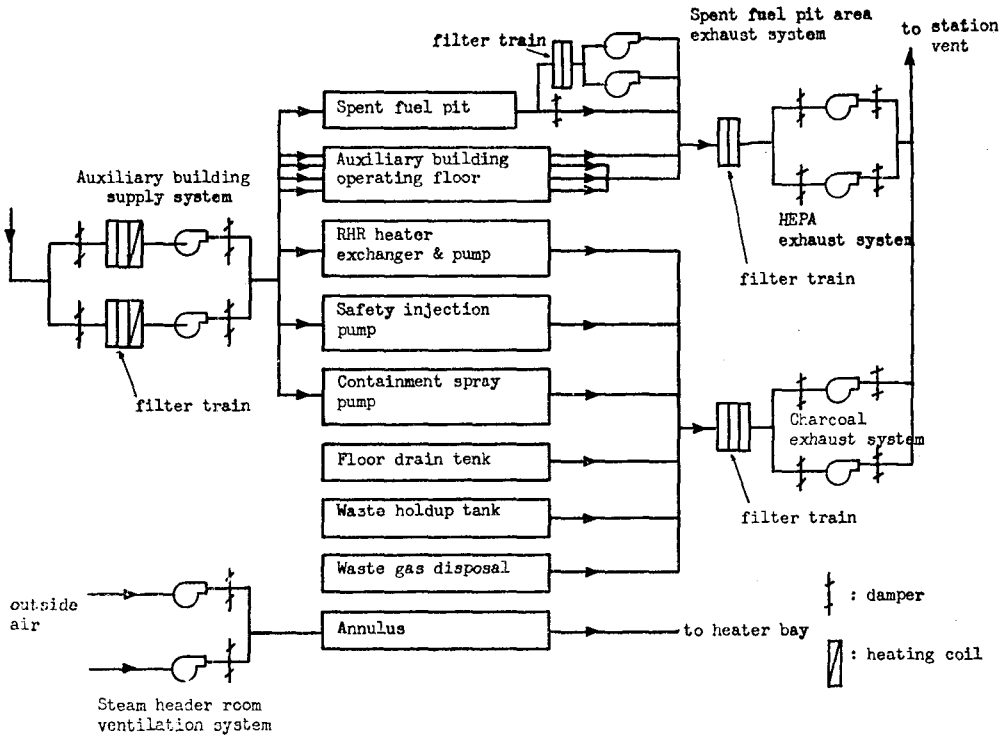 Spent fuel pit area
exhaust system
to station
vent
filter train
Spent fuel pit
Auxiliary building
operating floor
Auxiliary building
supply system
RHR heater
exchanger & pump
HEPA
exhaust system
filter train
Safety injection
pump
Containment spray
pump
filter train
Charcoal
exhaust system
Floor drain tenk
filter train
Waste holdup tank
Waste gas disposal
outside
air
: damper
Annulus
to heater bay
: heating coil
Steam header room
ventilation system